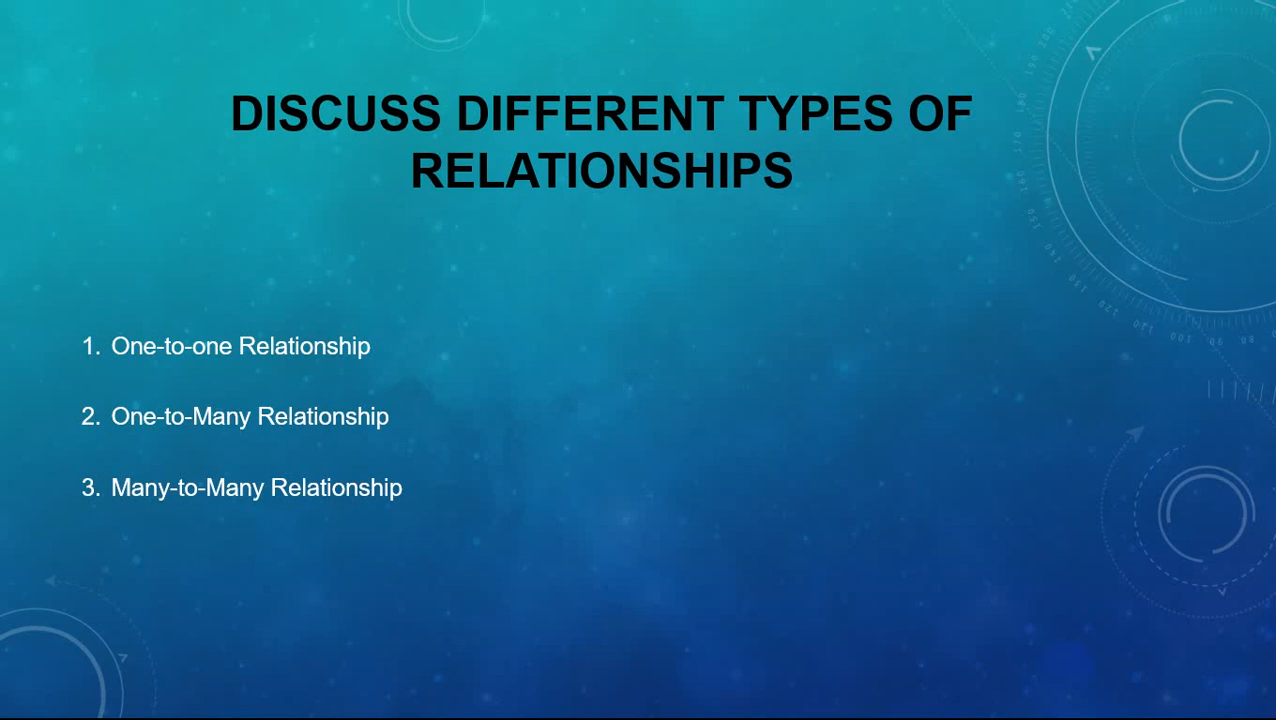 DISCUSS DIFFERENT TYPES OF
RELATIONSHIPS
1. One-to-one Relationship
2. One-to-Many Relationship
3. Many-to-Many Relationship